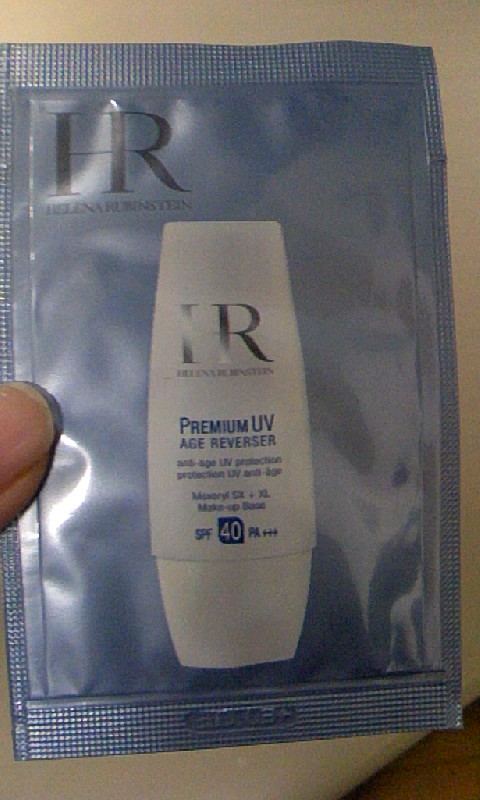 HR
HELENA RUBINSTEIN
HR
HELENA RUBINSTEIN
PREMIUM UV
AGE REVERSER
anti-age UV protection
protection UV anti-âge
Mexoryl SX + XL
Make-up Base
SPF 40 PA+++